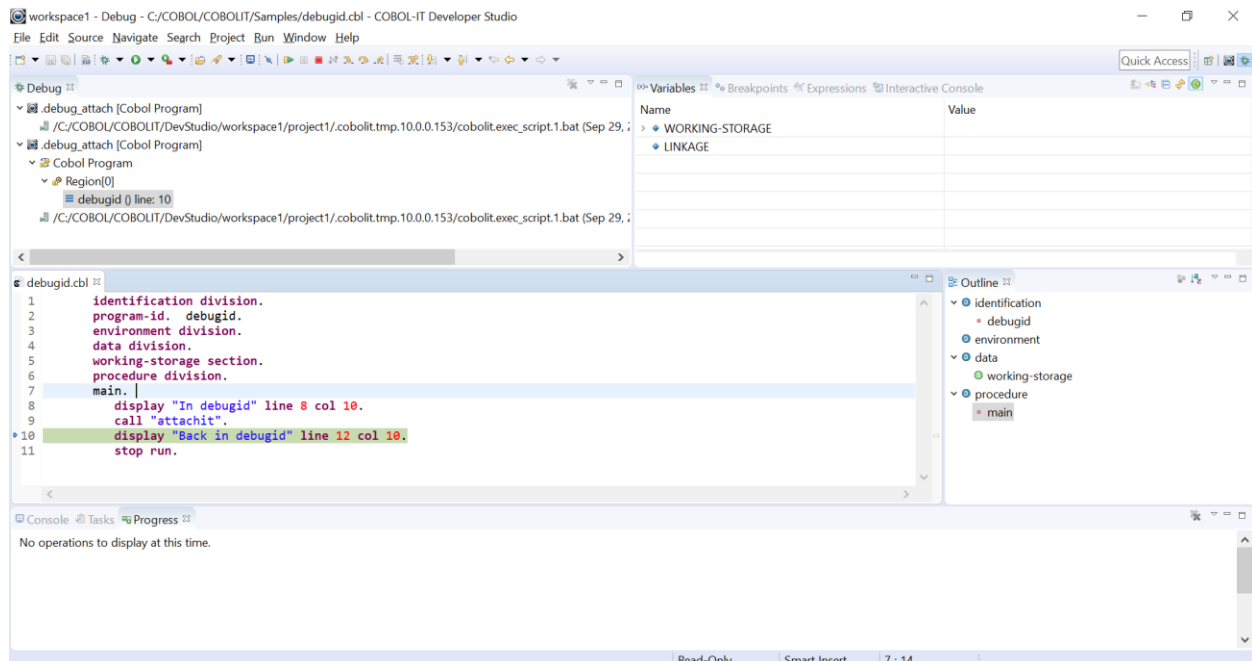 workspace1 - Debug - C:/COBOL/COBOLIT/Samples/debugid.cbl - COBOL-IT Developer Studio
File Edit Source Navigate Search Project Run Window Help
Quick Access
Debug
.debug_attach [Cobol Program]
/C:/COBOL/COBOLIT/DevStudio/workspace1/project1/.cobolit.tmp.10.0.0.153/cobolit.exec_script.1.bat (Sep 29,
.debug_attach [Cobol Program]
Cobol Program
Region[0]
debugid () line: 10
/C:/COBOL/COBOLIT/DevStudio/workspace1/project1/.cobolit.tmp.10.0.0.153/cobolit.exec_script.1.bat (Sep 29,
Variables Breakpoints Expressions Interactive Console
Name Value
WORKING-STORAGE
LINKAGE
debugid.cbl
1 identification division.
2 program-id. debugid.
3 environment division.
4 data division.
5 working-storage section.
6 procedure division.
7 main.
8 display "In debugid" line 8 col 10.
9 call "attachit".
10 display "Back in debugid" line 12 col 10.
11 stop run.
Outline
identification
debugid
environment
data
working-storage
procedure
main
Console Tasks Progress
No operations to display at this time.
Read-Only Smart Insert 7 : 14